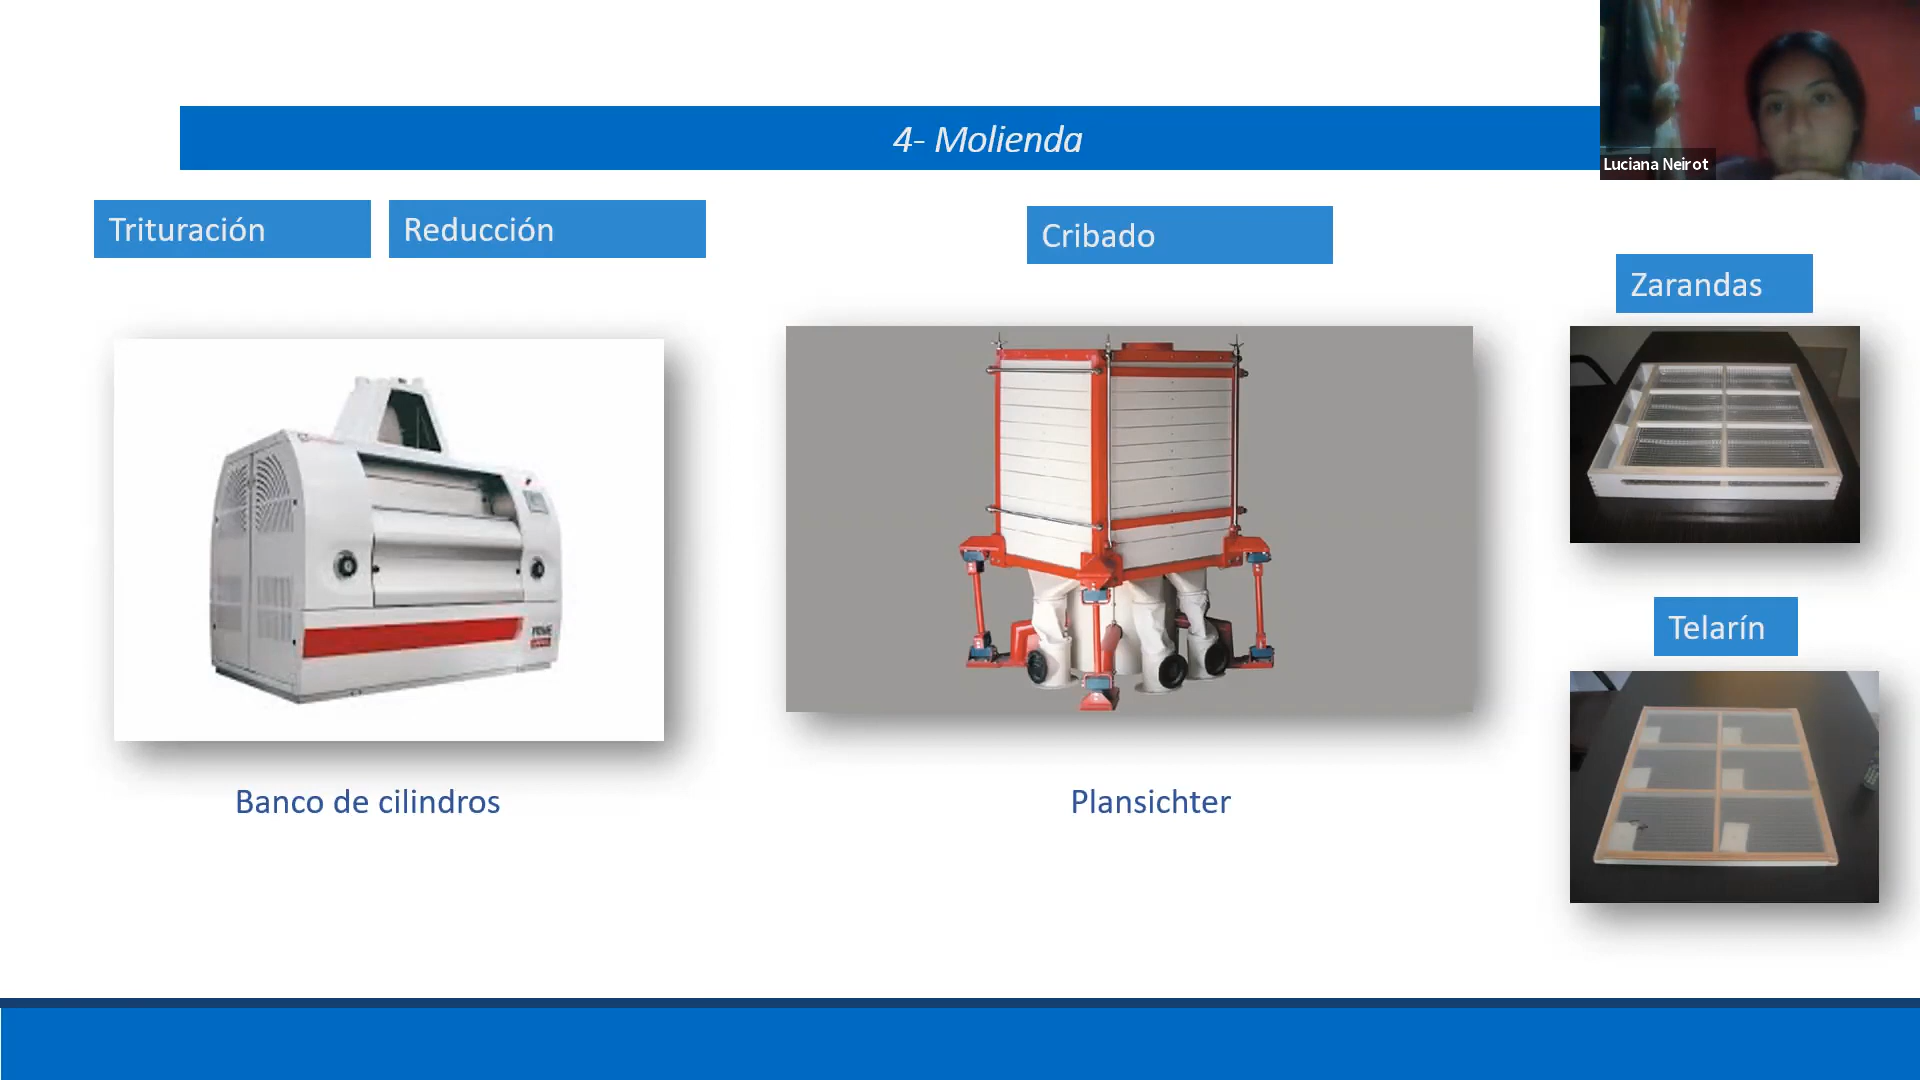 4- Molienda
Luciana Neirot
Trituración
Reducción
Cribado
Zarandas
Telarín
Banco de cilindros
Plansichter